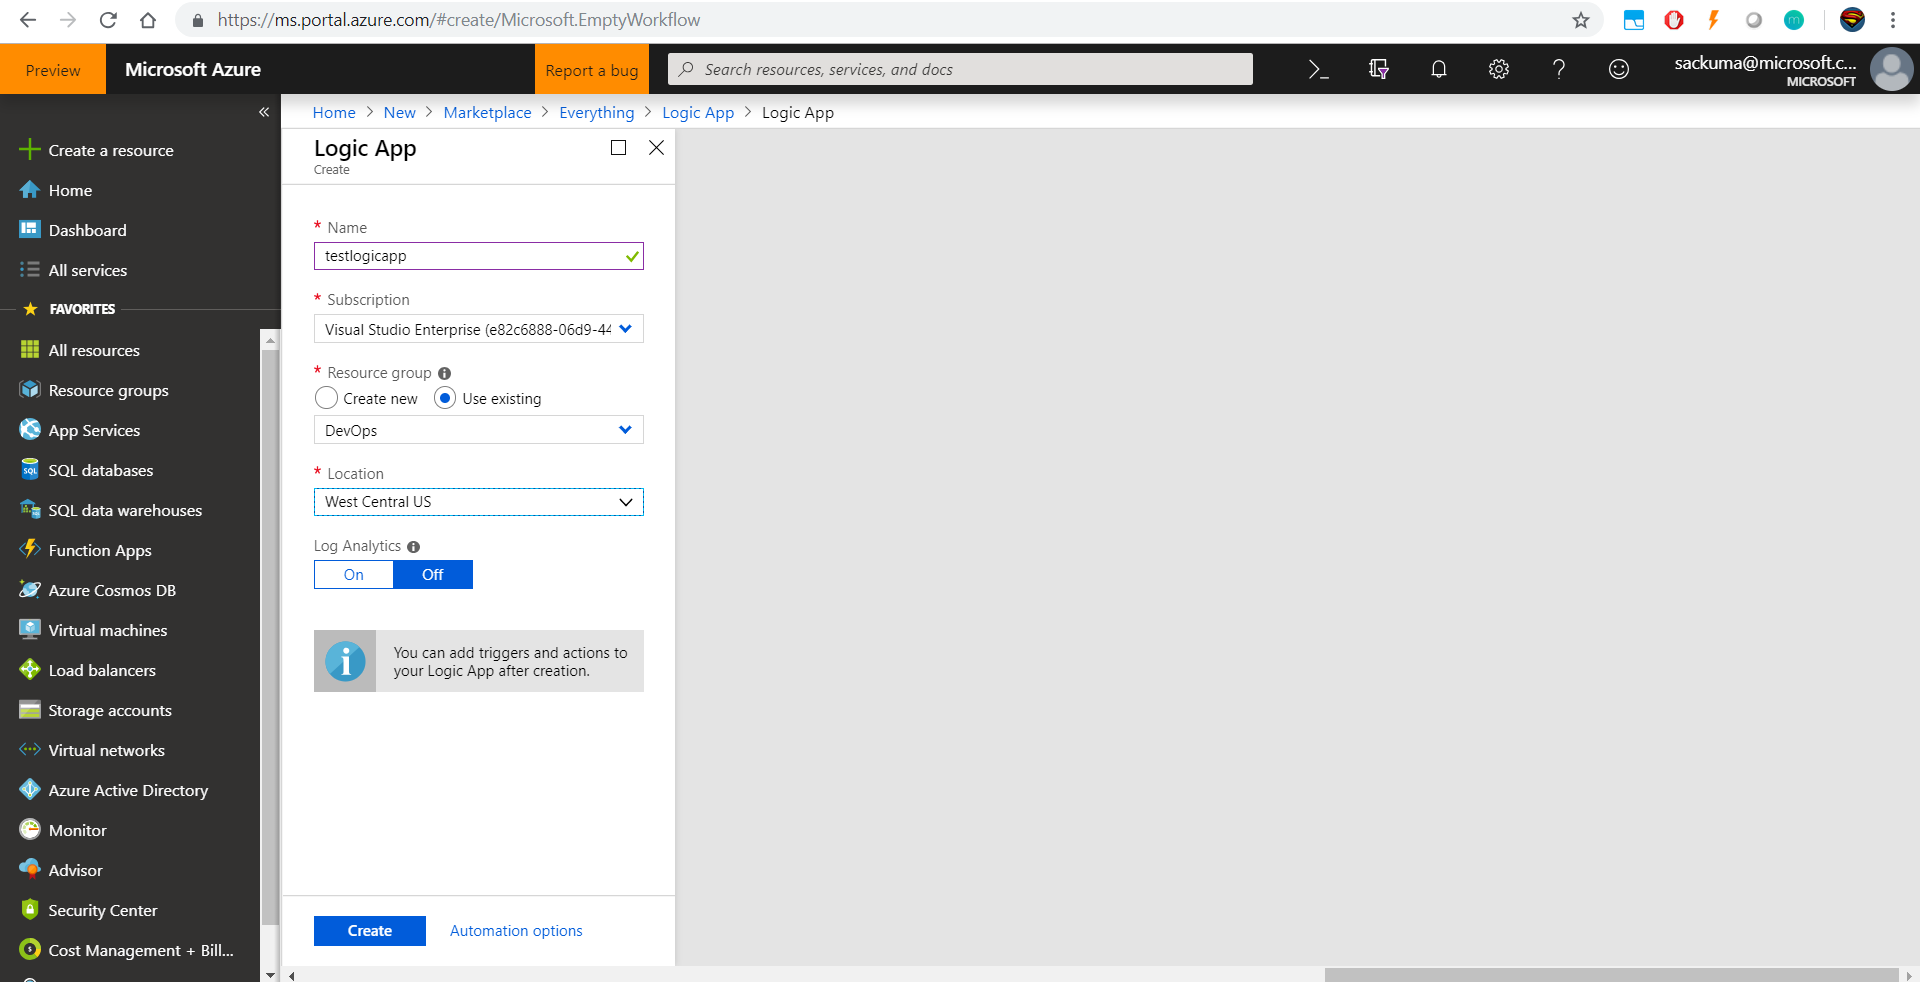 https://ms.portal.azure.com/#create/Microsoft.EmptyWorkflow
m
Preview
Microsoft Azure
Report a bug
Search resources, services, and docs
sackuma@microsoft.c...
MICROSOFT
Home > New > Marketplace > Everything > Logic App > Logic App
Create a resource
Home
Dashboard
All services
FAVORITES
All resources
Resource groups
App Services
SQL databases
SQL data warehouses
Function Apps
Azure Cosmos DB
Virtual machines
Load balancers
Storage accounts
Virtual networks
Azure Active Directory
Monitor
Advisor
Security Center
Cost Management + Bill...
Logic App
Create
* Name
testlogicapp
* Subscription
Visual Studio Enterprise (e82c6888-06d9-44
* Resource group
Create new Use existing
DevOps
* Location
West Central US
Log Analytics
On Off
You can add triggers and actions to
your Logic App after creation.
Create Automation options